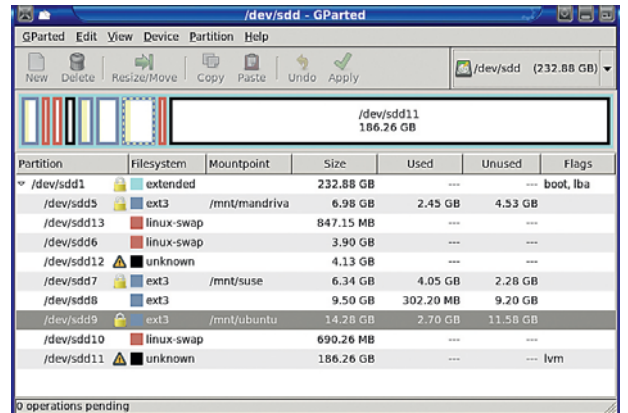 /dev/sdd - GParted
GParted Edit View Device Partition Help
New Delete Resize/Move Copy Paste Undo Apply /dev/sdd (232.88 GB)
/dev/sdd11
186.26 GB
Partition Filesystem Mountpoint Size Used Unused Flags
/dev/sdd1 extended 232.88 GB --- --- boot, lba
/dev/sdd5 ext3 /mnt/mandriva 6.98 GB 2.45 GB 4.53 GB
/dev/sdd13 linux-swap 847.15 MB --- ---
/dev/sdd6 linux-swap 3.90 GB --- ---
/dev/sdd12 unknown 4.13 GB --- ---
/dev/sdd7 ext3 /mnt/suse 6.34 GB 4.05 GB 2.28 GB
/dev/sdd8 ext3 9.50 GB 302.20 MB 9.20 GB
/dev/sdd9 ext3 /mnt/ubuntu 14.28 GB 2.70 GB 11.58 GB
/dev/sdd10 linux-swap 690.26 MB --- ---
/dev/sdd11 unknown 186.26 GB --- --- lvm
0 operations pending